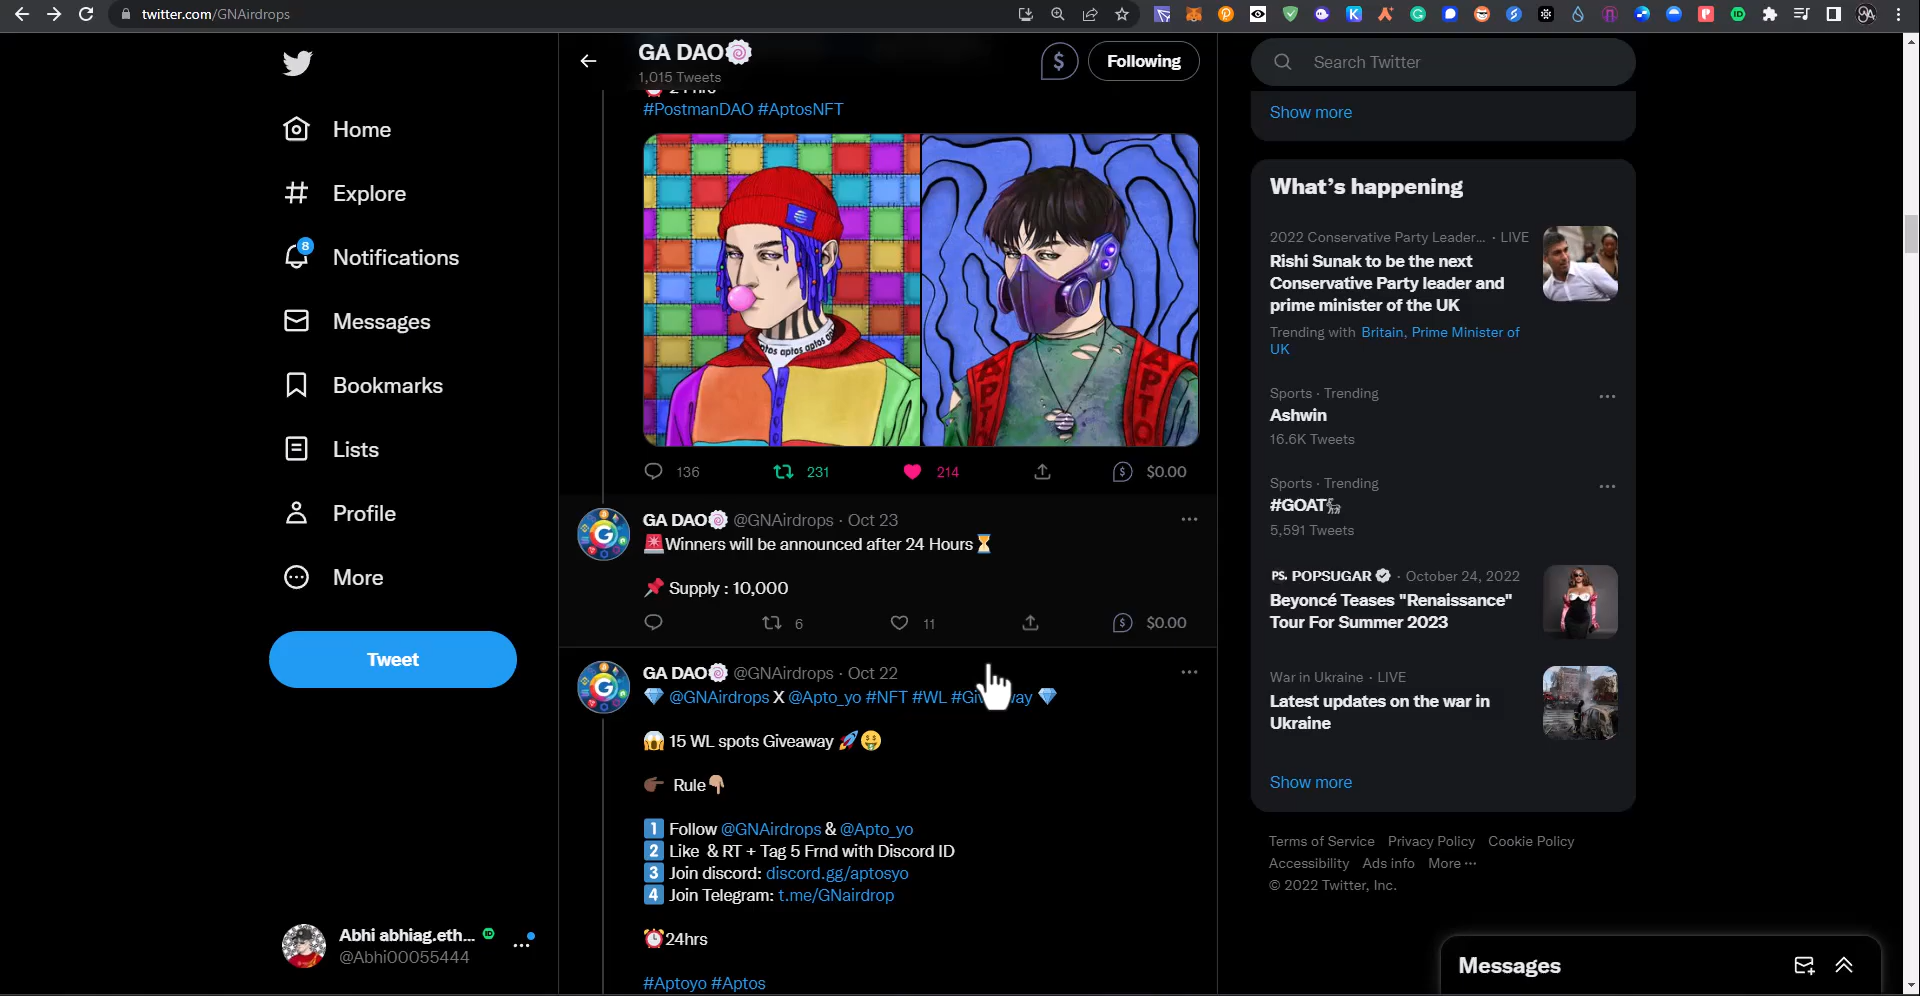 twitter.com/GNAirdrops
Home
Explore
8
Notifications
Messages
Bookmarks
Lists
Profile
More
Tweet
Abhi abhiag.eth...
@Abhi00055444
GA DAO🍥
1,015 Tweets
$
Following
#PostmanDAO #AptosNFT
aptos aptos aptos
136
231
214
$0.00
GA DAO🍥 @GNAirdrops · Oct 23
🚨Winners will be announced after 24 Hours⏳
📌 Supply : 10,000
6
11
$0.00
GA DAO🍥 @GNAirdrops · Oct 22
💎 @GNAirdrops X @Apto_yo #NFT #WL
😱 15 WL spots Giveaway 🚀🤑
👉🏿 Rule👇🏼
1️⃣ Follow @GNAirdrops & @Apto_yo
2️⃣ Like & RT + Tag 5 Frnd with Discord ID
3️⃣ Join discord: discord.gg/aptosyo
4️⃣ Join Telegram: t.me/GNairdrop
⏰24hrs
#Aptoyo #Aptos
Search Twitter
Show more
What's happening
2022 Conservative Party Leader... · LIVE
Rishi Sunak to be the next
Conservative Party leader and
prime minister of the UK
Trending with Britain, Prime Minister of
UK
Sports · Trending
Ashwin
16.6K Tweets
Sports · Trending
#GOAT🐐
5,591 Tweets
PS. POPSUGAR · October 24, 2022
Beyoncé Teases "Renaissance"
Tour For Summer 2023
War in Ukraine · LIVE
Latest updates on the war in
Ukraine
Show more
Terms of Service Privacy Policy Cookie Policy
Accessibility Ads info More ···
© 2022 Twitter, Inc.
Messages